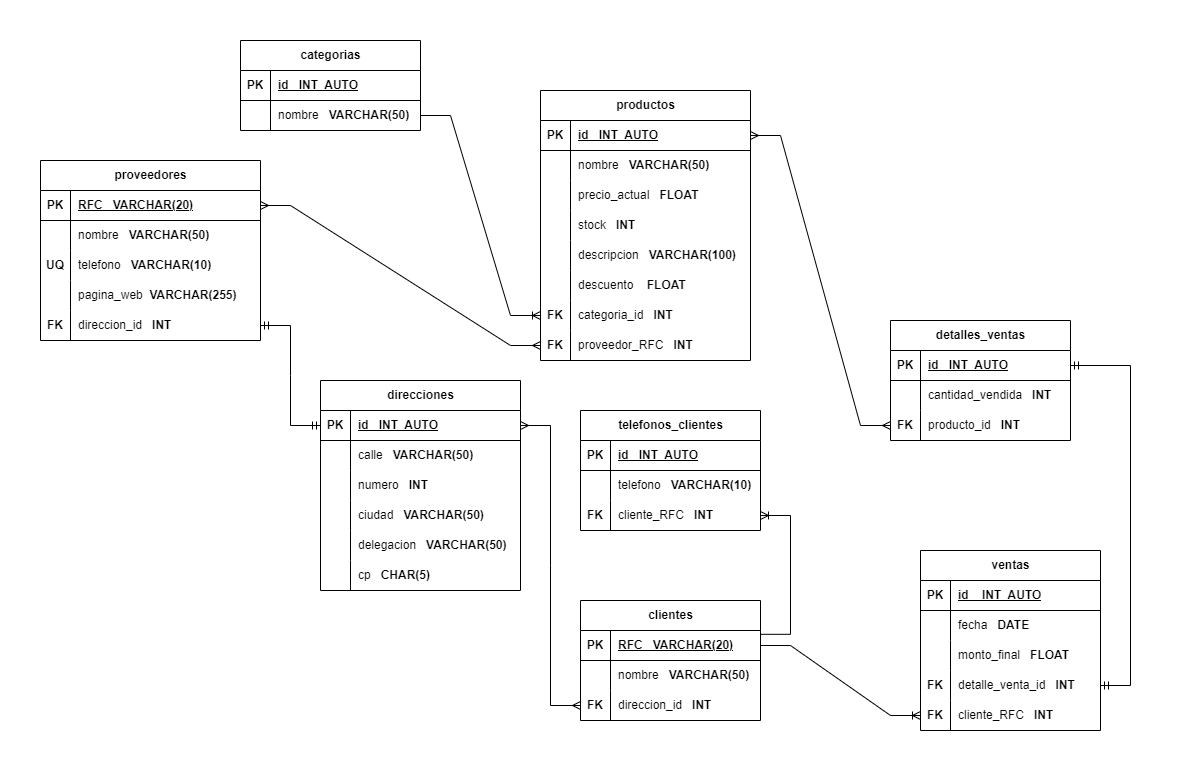 categorias
PK id INT AUTO
nombre VARCHAR(50)
proveedores
PK RFC VARCHAR(20)
nombre VARCHAR(50)
UQ telefono VARCHAR(10)
pagina_web VARCHAR(255)
FK direccion_id INT
productos
PK id INT AUTO
nombre VARCHAR(50)
precio_actual FLOAT
stock INT
descripcion VARCHAR(100)
descuento FLOAT
FK categoria_id INT
FK proveedor_RFC INT
detalles_ventas
PK id INT AUTO
cantidad_vendida INT
FK producto_id INT
direcciones
PK id INT AUTO
calle VARCHAR(50)
numero INT
ciudad VARCHAR(50)
delegacion VARCHAR(50)
cp CHAR(5)
telefonos_clientes
PK id INT AUTO
telefono VARCHAR(10)
FK cliente_RFC INT
clientes
PK RFC VARCHAR(20)
nombre VARCHAR(50)
FK direccion_id INT
ventas
PK id INT AUTO
fecha DATE
monto_final FLOAT
FK detalle_venta_id INT
FK cliente_RFC INT